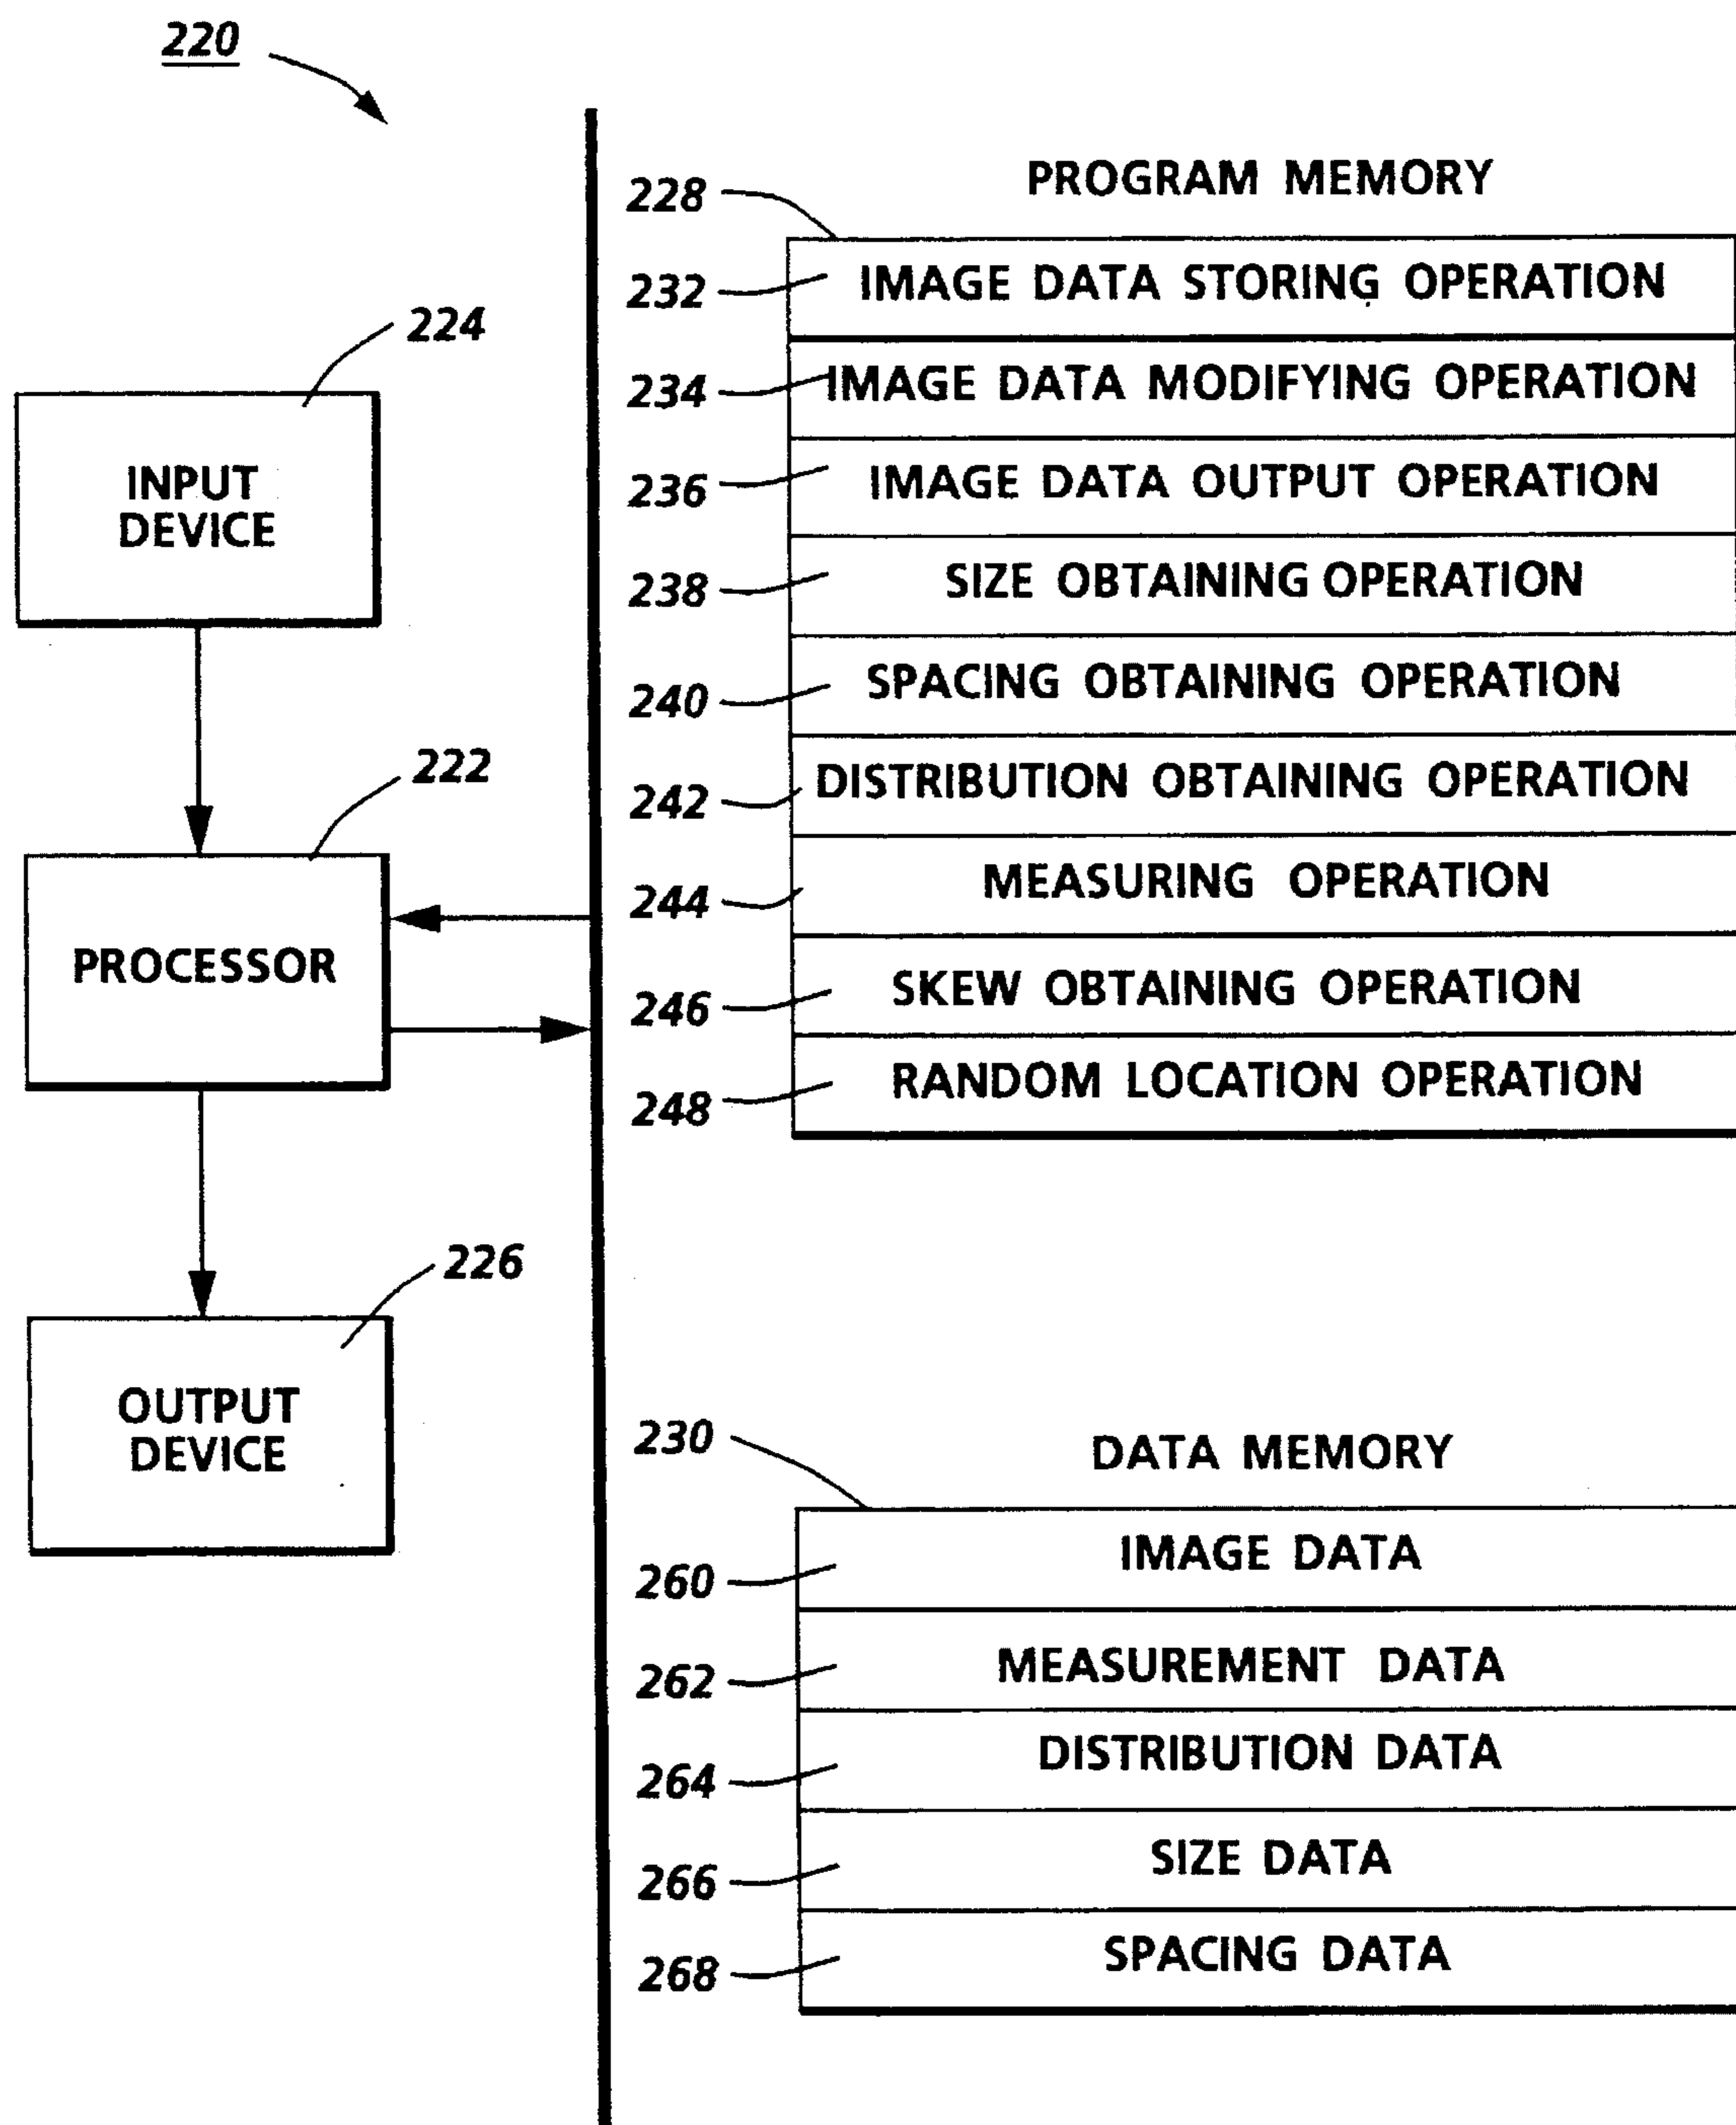 220
224
INPUT
DEVICE
222
PROCESSOR
226
OUTPUT
DEVICE
PROGRAM MEMORY
228
232 IMAGE DATA STORING OPERATION
234 IMAGE DATA MODIFYING OPERATION
236 IMAGE DATA OUTPUT OPERATION
238 SIZE OBTAINING OPERATION
240 SPACING OBTAINING OPERATION
242 DISTRIBUTION OBTAINING OPERATION
244 MEASURING OPERATION
246 SKEW OBTAINING OPERATION
248 RANDOM LOCATION OPERATION
230 DATA MEMORY
260 IMAGE DATA
262 MEASUREMENT DATA
264 DISTRIBUTION DATA
266 SIZE DATA
268 SPACING DATA